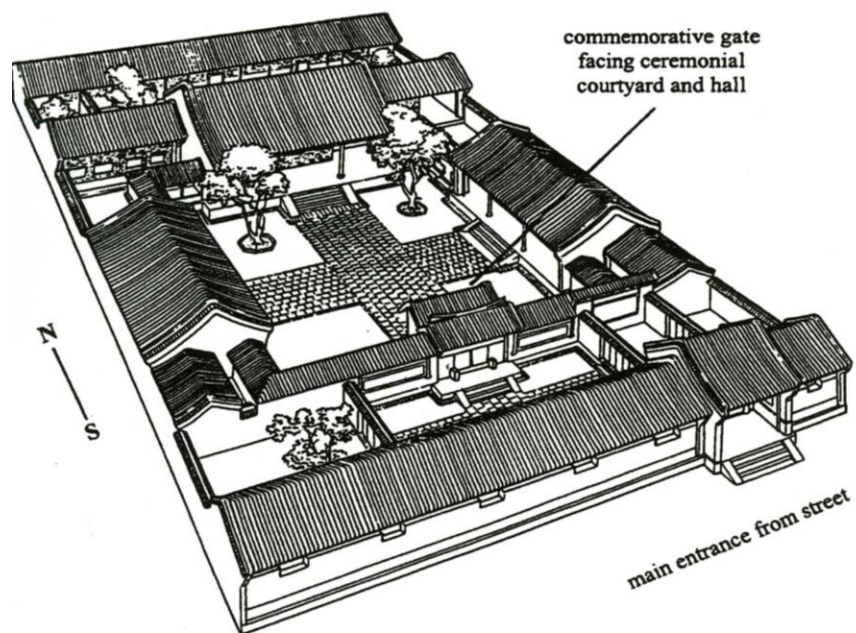 commemorative gate
facing ceremonial
courtyard and hall
N
S
main entrance from street